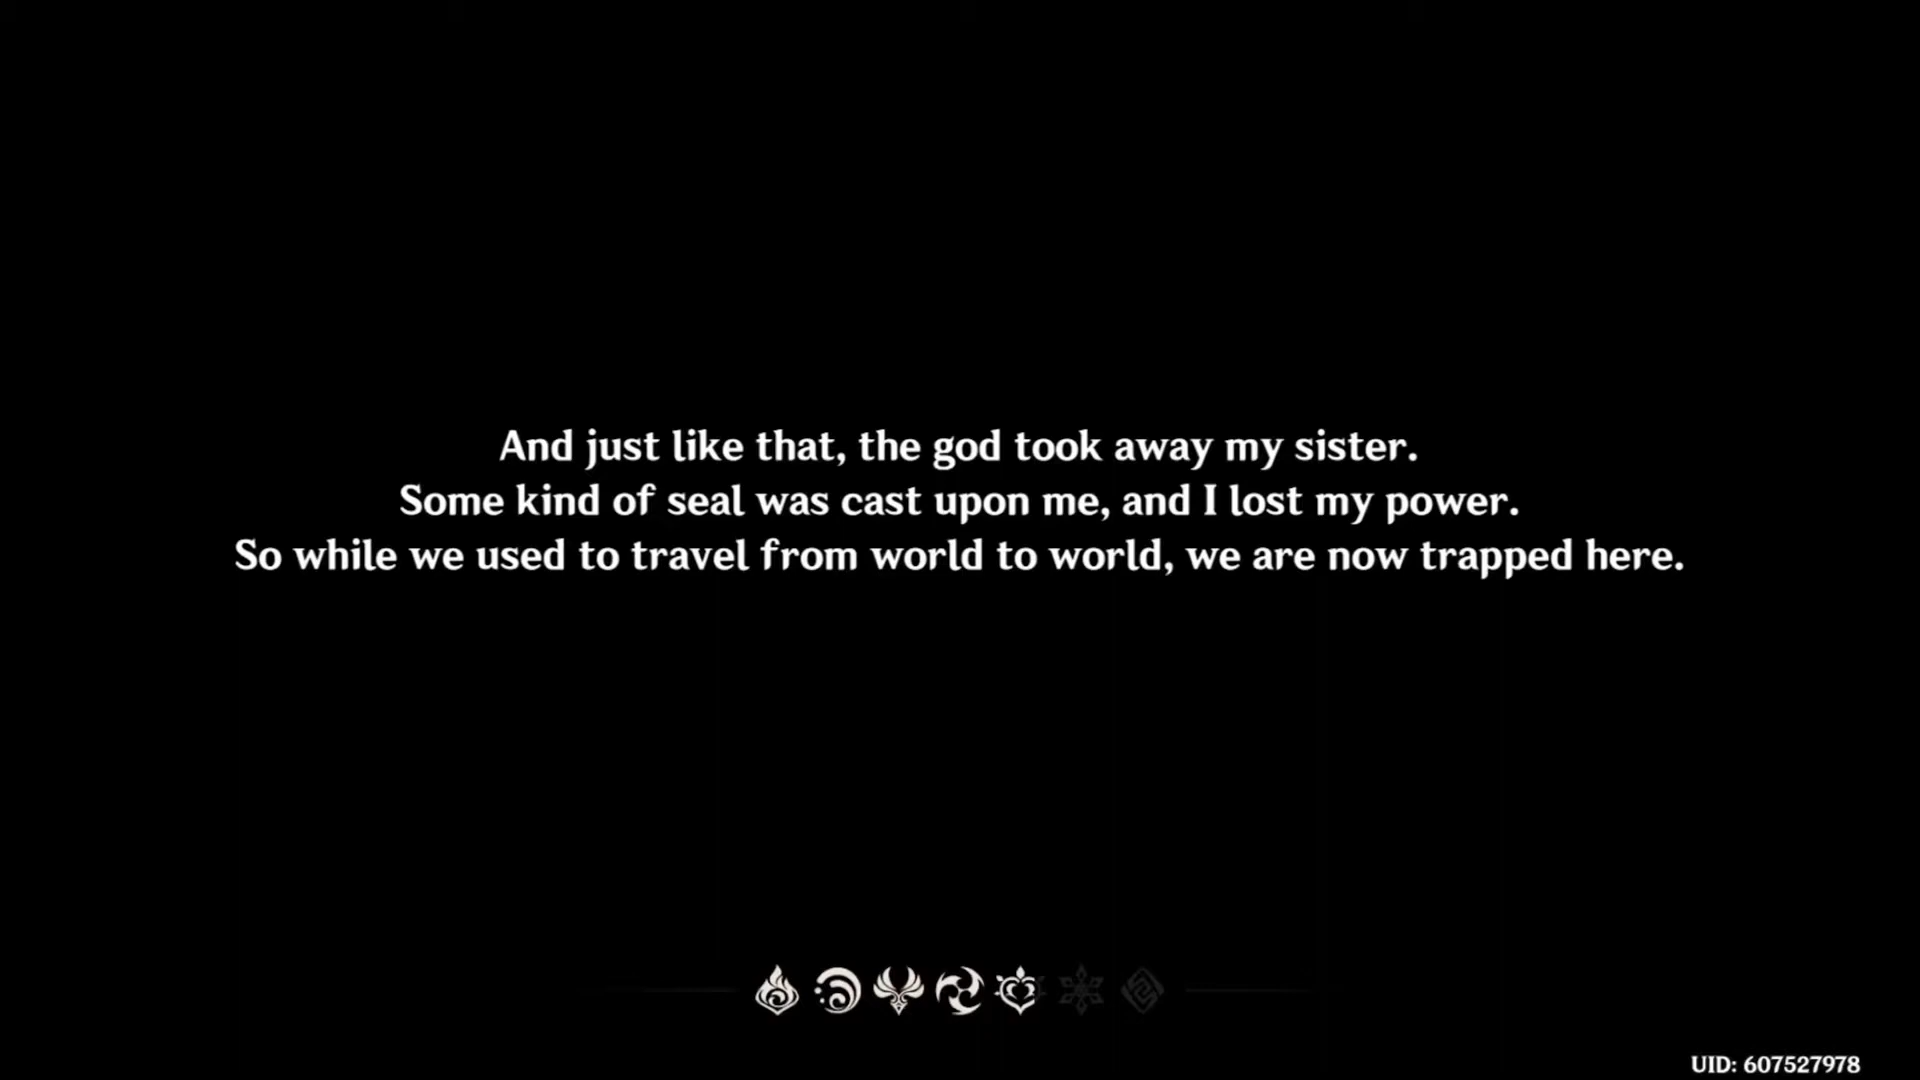 And just like that, the god took away my sister.
Some kind of seal was cast upon me, and I lost my power.
So while we used to travel from world to world, we are now trapped here.
UID: 607527978